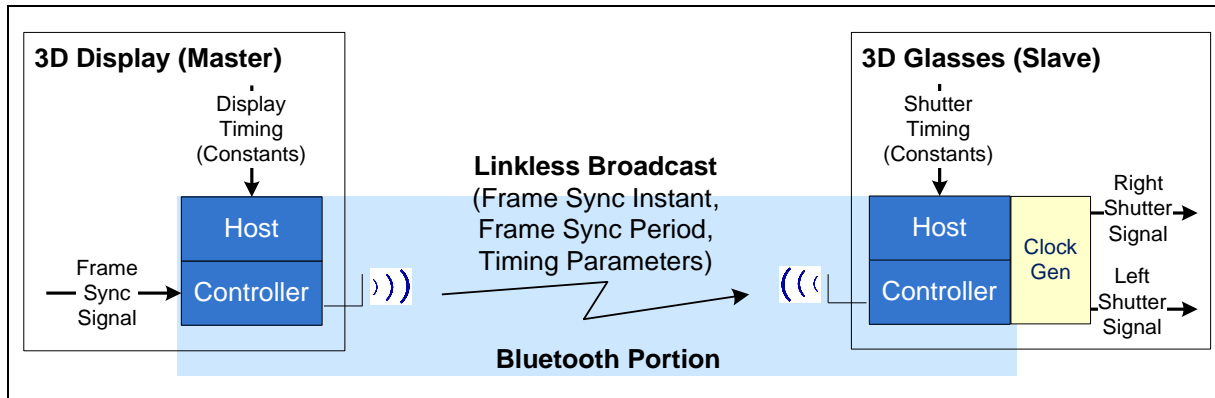 3D Display (Master)
Display
Timing
(Constants)
Host
Controller
Frame
Sync
Signal
Linkless Broadcast
(Frame Sync Instant,
Frame Sync Period,
Timing Parameters)
Bluetooth Portion
3D Glasses (Slave)
Shutter
Timing
(Constants)
Host
Controller
Clock
Gen
Right
Shutter
Signal
Left
Shutter
Signal